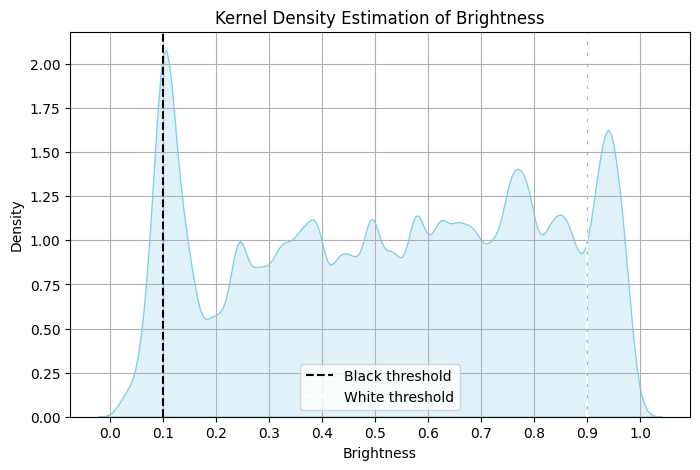 Kernel Density Estimation of Brightness
Density
2.00
1.75
1.50
1.25
1.00
0.75
0.50
0.25
0.00
Black threshold
White threshold
0.0 0.1 0.2 0.3 0.4 0.5 0.6 0.7 0.8 0.9 1.0
Brightness